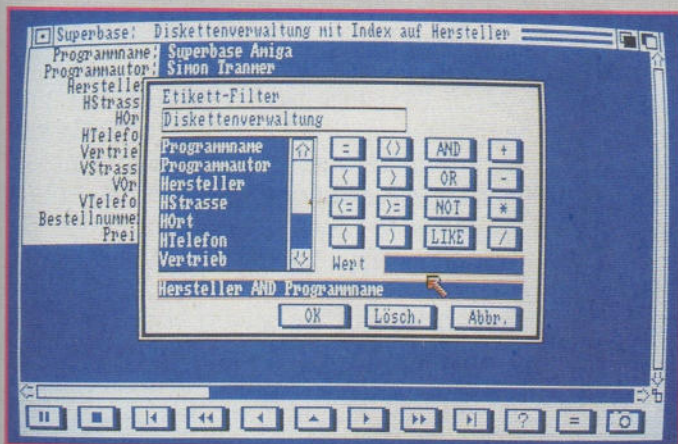 Superbase: Diskettenverwaltung mit Index auf Hersteller
Programmname: Superbase Amiga
Programmautor: Simon Tranmer
Hersteller
HStrass
HOr
HTelefo
Vertrie
VStrass
VOr
VTelefo
Bestellnumme
Prei
Etikett-Filter
Diskettenverwaltung
Programmname
Programmautor
Hersteller
HStrasse
HOrt
HTelefon
Vertrieb
= <> AND +
< > OR -
<= >= NOT *
( ) LIKE /
Wert
Hersteller AND Programmname
OK Lösch. Abbr.
? =